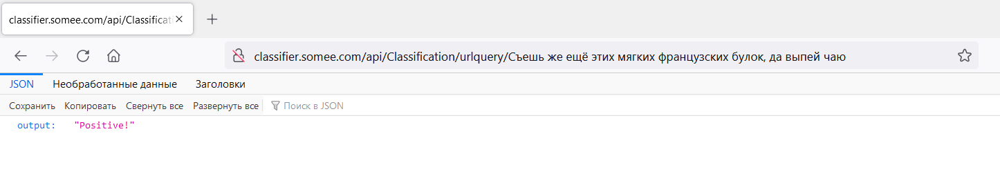 classifier.somee.com/api/Classificati
classifier.somee.com/api/Classification/urlquery/Съешь же ещё этих мягких французских булок, да выпей чаю
JSON Необработанные данные Заголовки
Сохранить Копировать Свернуть все Развернуть все Поиск в JSON
output: "Positive!"